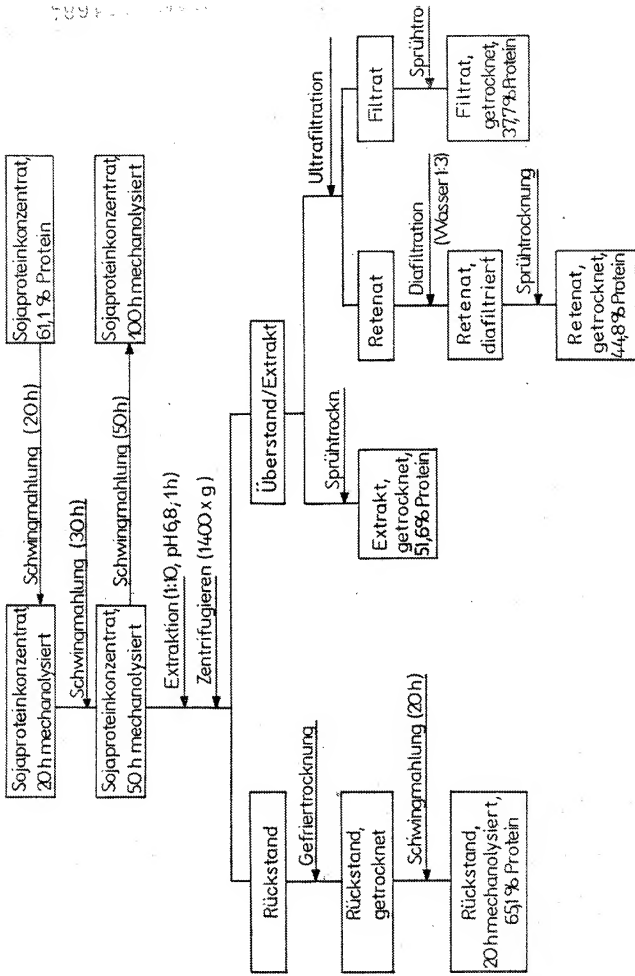 Sojaproteinkonzentrat,
61,1 % Protein
Schwingmahlung (20h)
Sojaproteinkonzentrat,
20h mechanolysiert
Schwingmahlung (30h)
Sojaproteinkonzentrat,
50 h mechanolysiert
Schwingmahlung (50h)
Sojaproteinkonzentrat,
100 h mechanolysiert
Extraktion (1:10, pH 6,8, 1h)
Zentrifugieren (1400 x g)
Rückstand
Gefriertrocknung
Rückstand,
getrocknet
Schwingmahlung (20h)
Rückstand,
20h mechanolysiert,
65,1% Protein
Überstand/Extrakt
Sprühtrockn.
Extrakt,
getrocknet,
51,6% Protein
Ultrafiltration
Retenat
Diafiltration
(Wasser 1:3)
Retenat,
diafiltriert
Sprühtrocknung
Retenat,
getrocknet,
44,8% Protein
Filtrat
Sprühtro
Filtrat,
getrocknet,
37,7% Protein